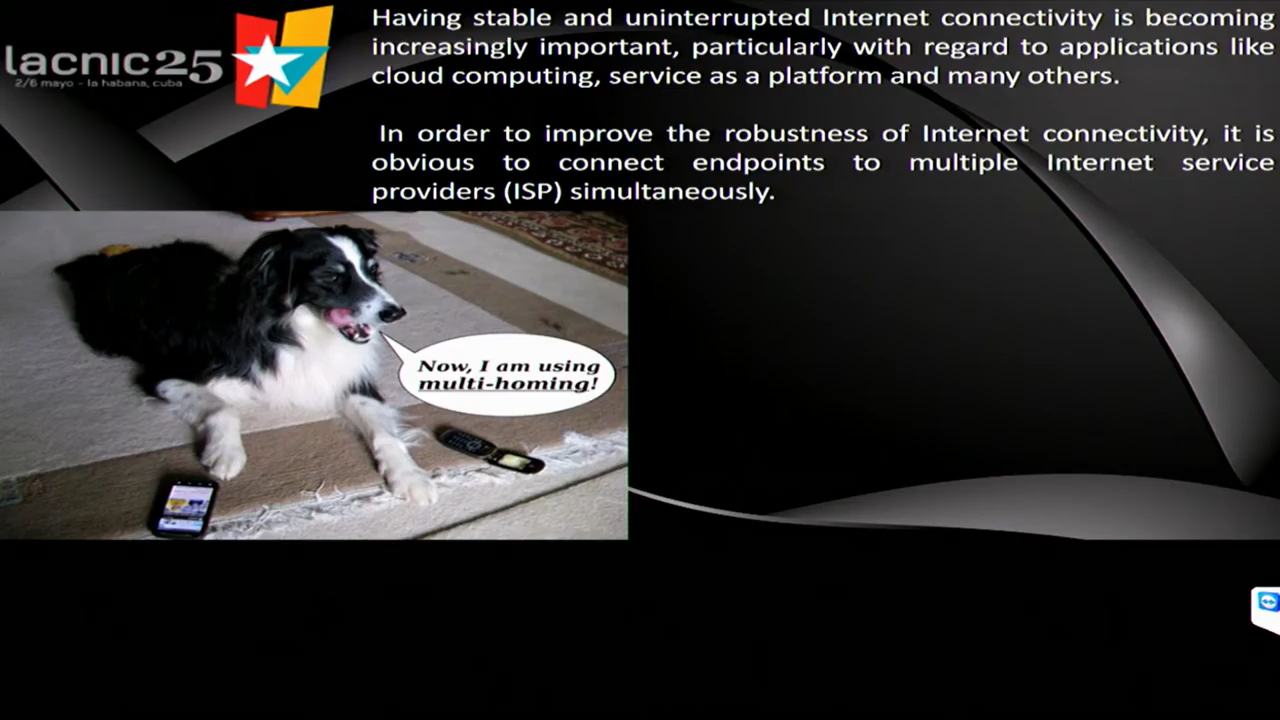 lacnic 25
2/6 mayo - la habana, cuba
Having stable and uninterrupted Internet connectivity is becoming
increasingly important, particularly with regard to applications like
cloud computing, service as a platform and many others.
In order to improve the robustness of Internet connectivity, it is
obvious to connect endpoints to multiple Internet service
providers (ISP) simultaneously.
Now, I am using
multi-homing!